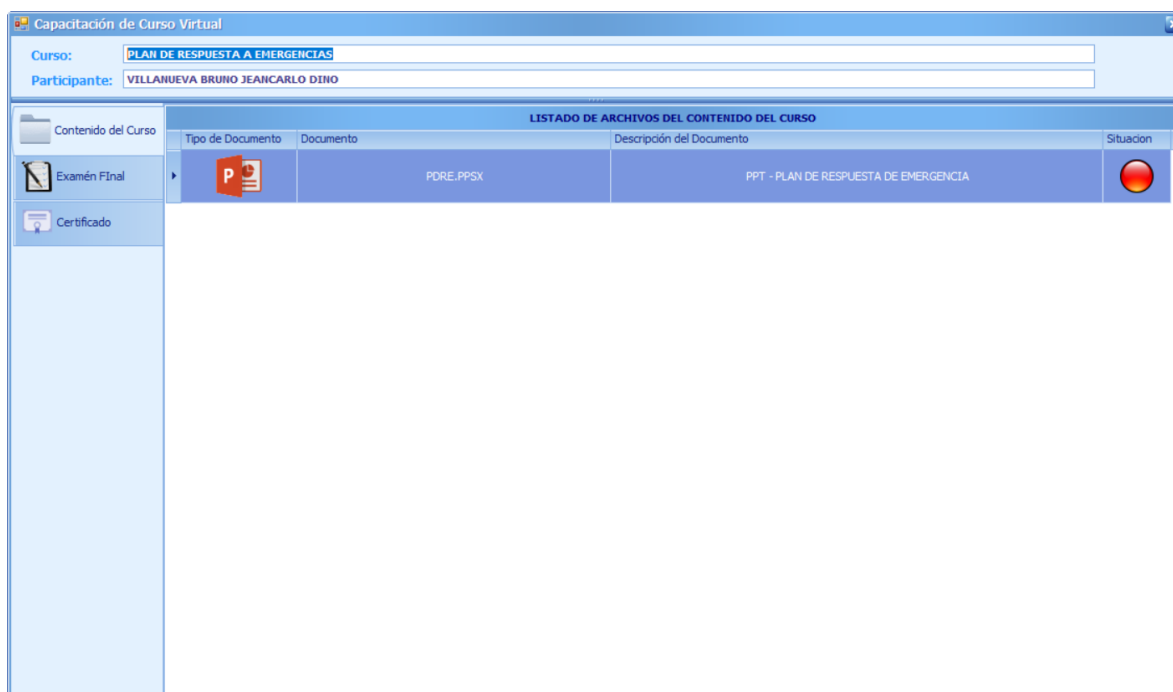 Capacitación de Curso Virtual
Curso: PLAN DE RESPUESTA A EMERGENCIAS
Participante: VILLANUEVA BRUNO JEANCARLO DINO
Contenido del Curso
Examén FInal
Certificado
LISTADO DE ARCHIVOS DEL CONTENIDO DEL CURSO
Tipo de Documento Documento Descripción del Documento Situacion
P PDRE.PPSX PPT - PLAN DE RESPUESTA DE EMERGENCIA